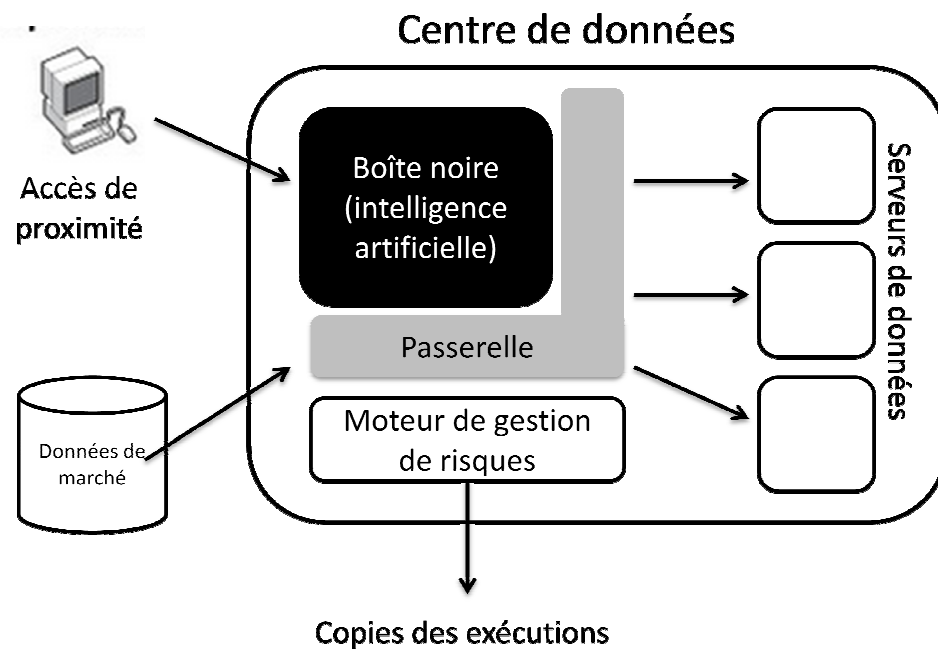 Centre de données
Accès de
proximité
Boîte noire
(intelligence
artificielle)
Passerelle
Données de
marché
Moteur de gestion
de risques
Serveurs de données
Copies des exécutions